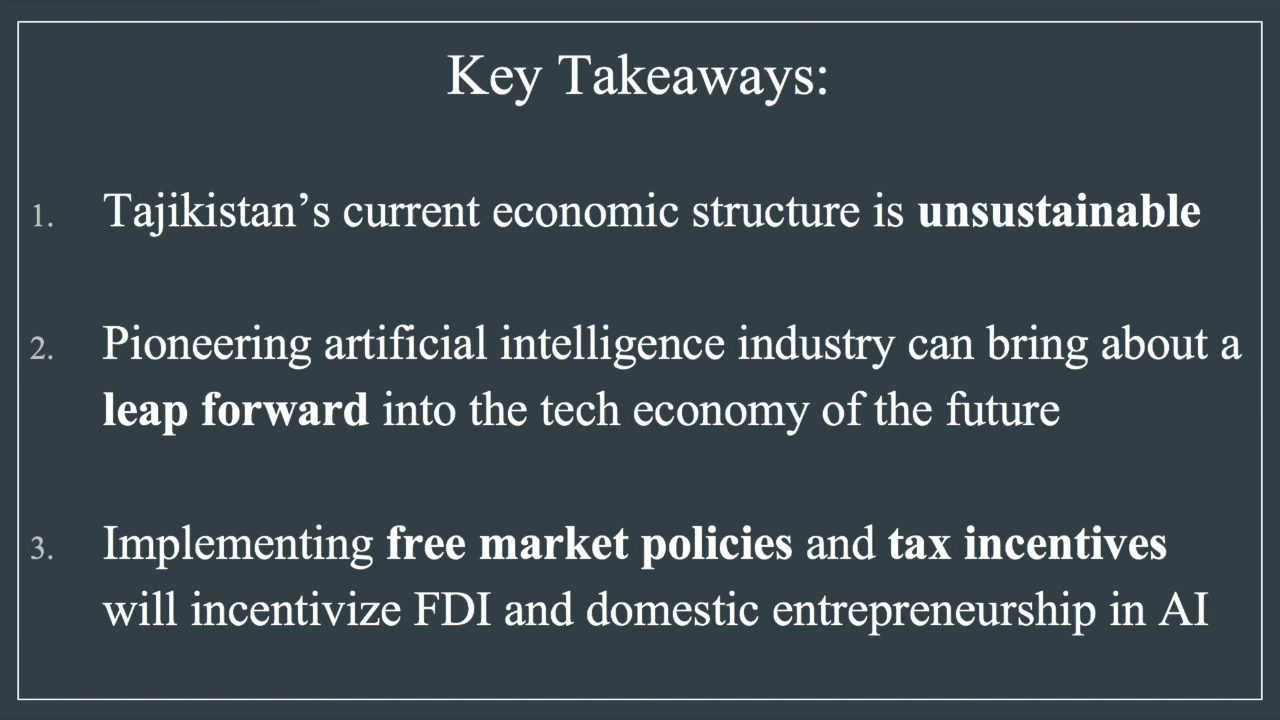 Key Takeaways:
1. Tajikistan’s current economic structure is unsustainable
2. Pioneering artificial intelligence industry can bring about a
leap forward into the tech economy of the future
3. Implementing free market policies and tax incentives
will incentivize FDI and domestic entrepreneurship in AI